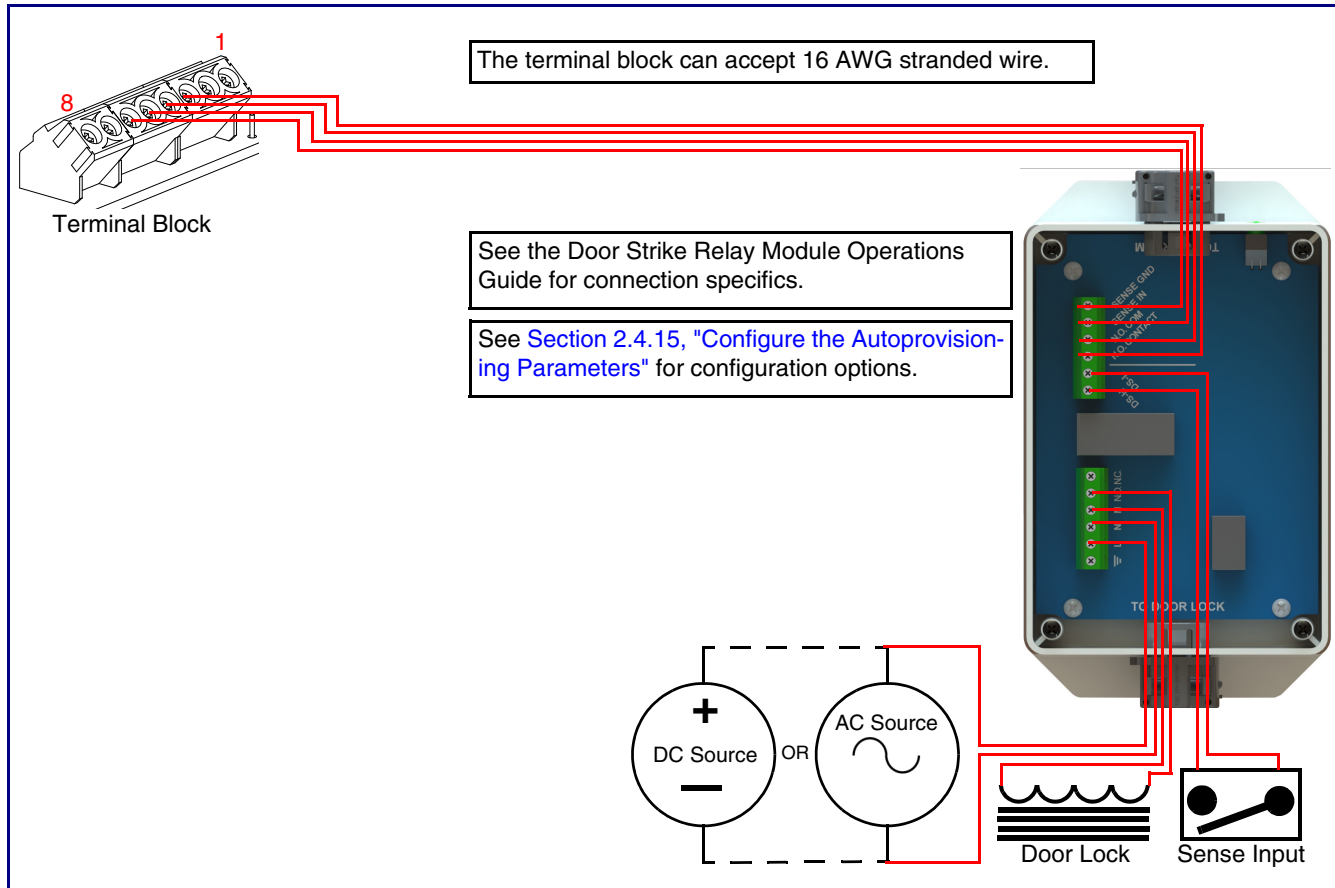 1
The terminal block can accept 16 AWG stranded wire.
8
Terminal Block
See the Door Strike Relay Module Operations
Guide for connection specifics.
See Section 2.4.15, "Configure the Autoprovision-
ing Parameters" for configuration options.
SENSE GND
SENSE IN
N.O. COM
N.O. CONTACT
DS-1
N.C.
N.O.
N
L
TO DOOR LOCK
+
DC Source
−
OR
AC Source
Door Lock
Sense Input